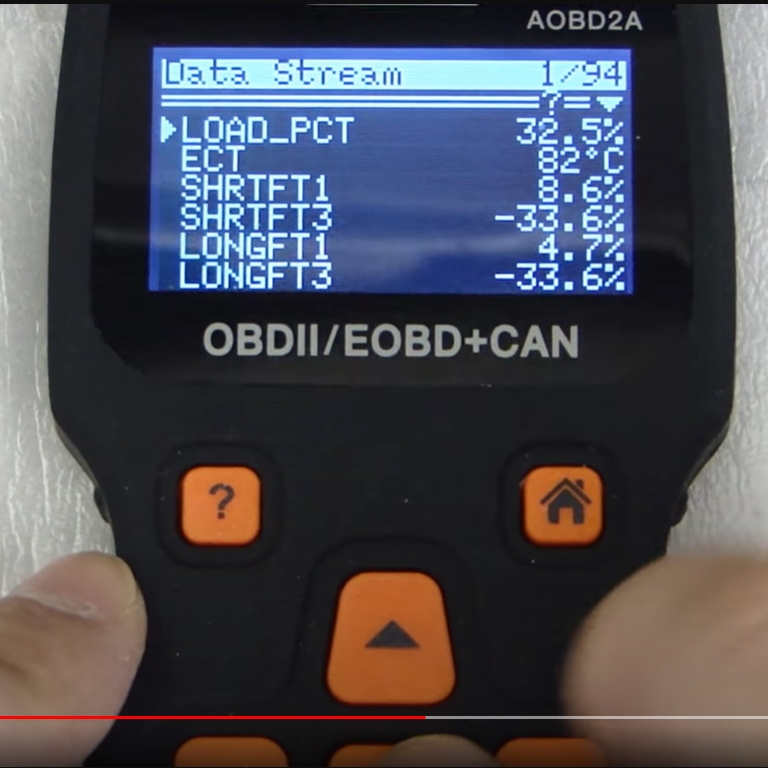 AOBD2A
Data Stream 1/94
?
LOAD_PCT 32.5%
ECT 82°C
SHRTFT1 8.6%
SHRTFT3 -33.6%
LONGFT1 4.7%
LONGFT3 -33.6%
OBDII/EOBD+CAN
?